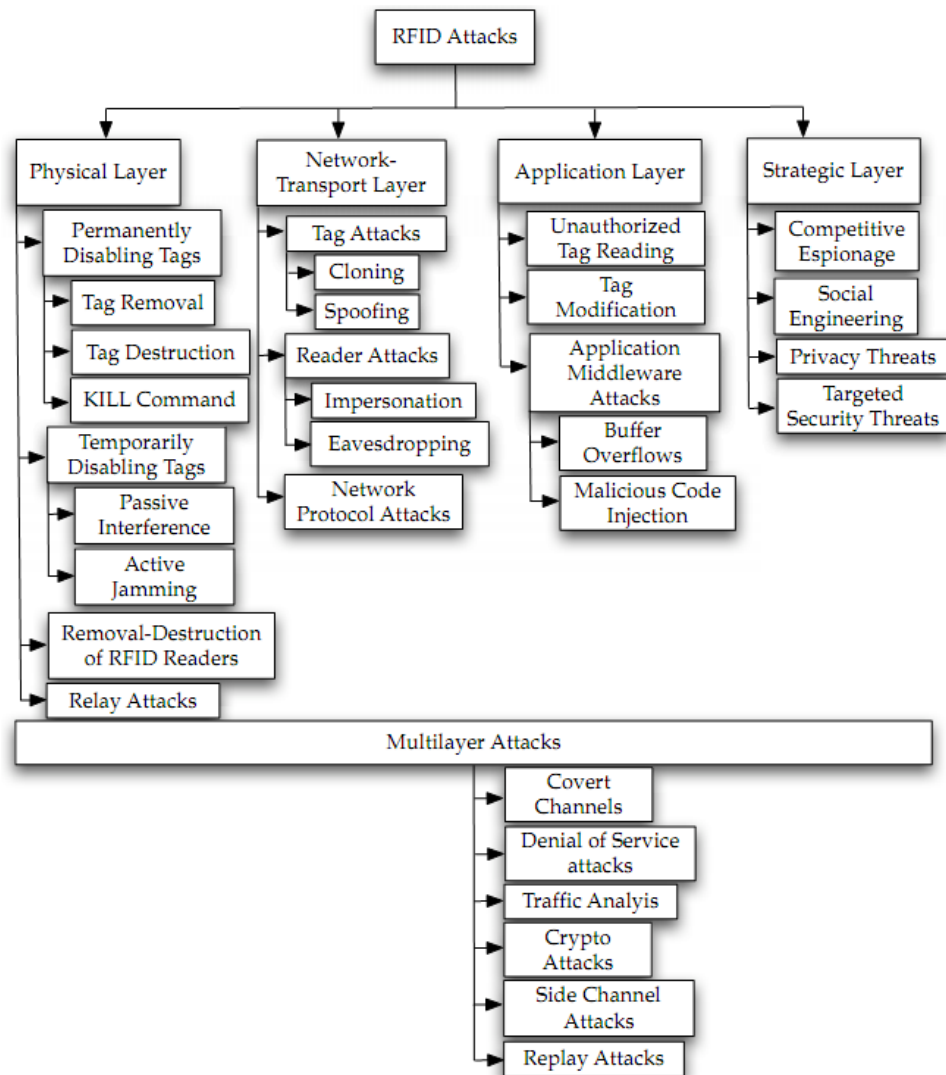 RFID Attacks
Physical Layer
Permanently
Disabling Tags
Tag Removal
Tag Destruction
KILL Command
Temporarily
Disabling Tags
Passive
Interference
Active
Jamming
Removal-Destruction
of RFID Readers
Relay Attacks
Network-
Transport Layer
Tag Attacks
Cloning
Spoofing
Reader Attacks
Impersonation
Eavesdropping
Network
Protocol Attacks
Application Layer
Unauthorized
Tag Reading
Tag
Modification
Application
Middleware
Attacks
Buffer
Overflows
Malicious Code
Injection
Strategic Layer
Competitive
Espionage
Social
Engineering
Privacy Threats
Targeted
Security Threats
Multilayer Attacks
Covert
Channels
Denial of Service
attacks
Traffic Analyis
Crypto
Attacks
Side Channel
Attacks
Replay Attacks